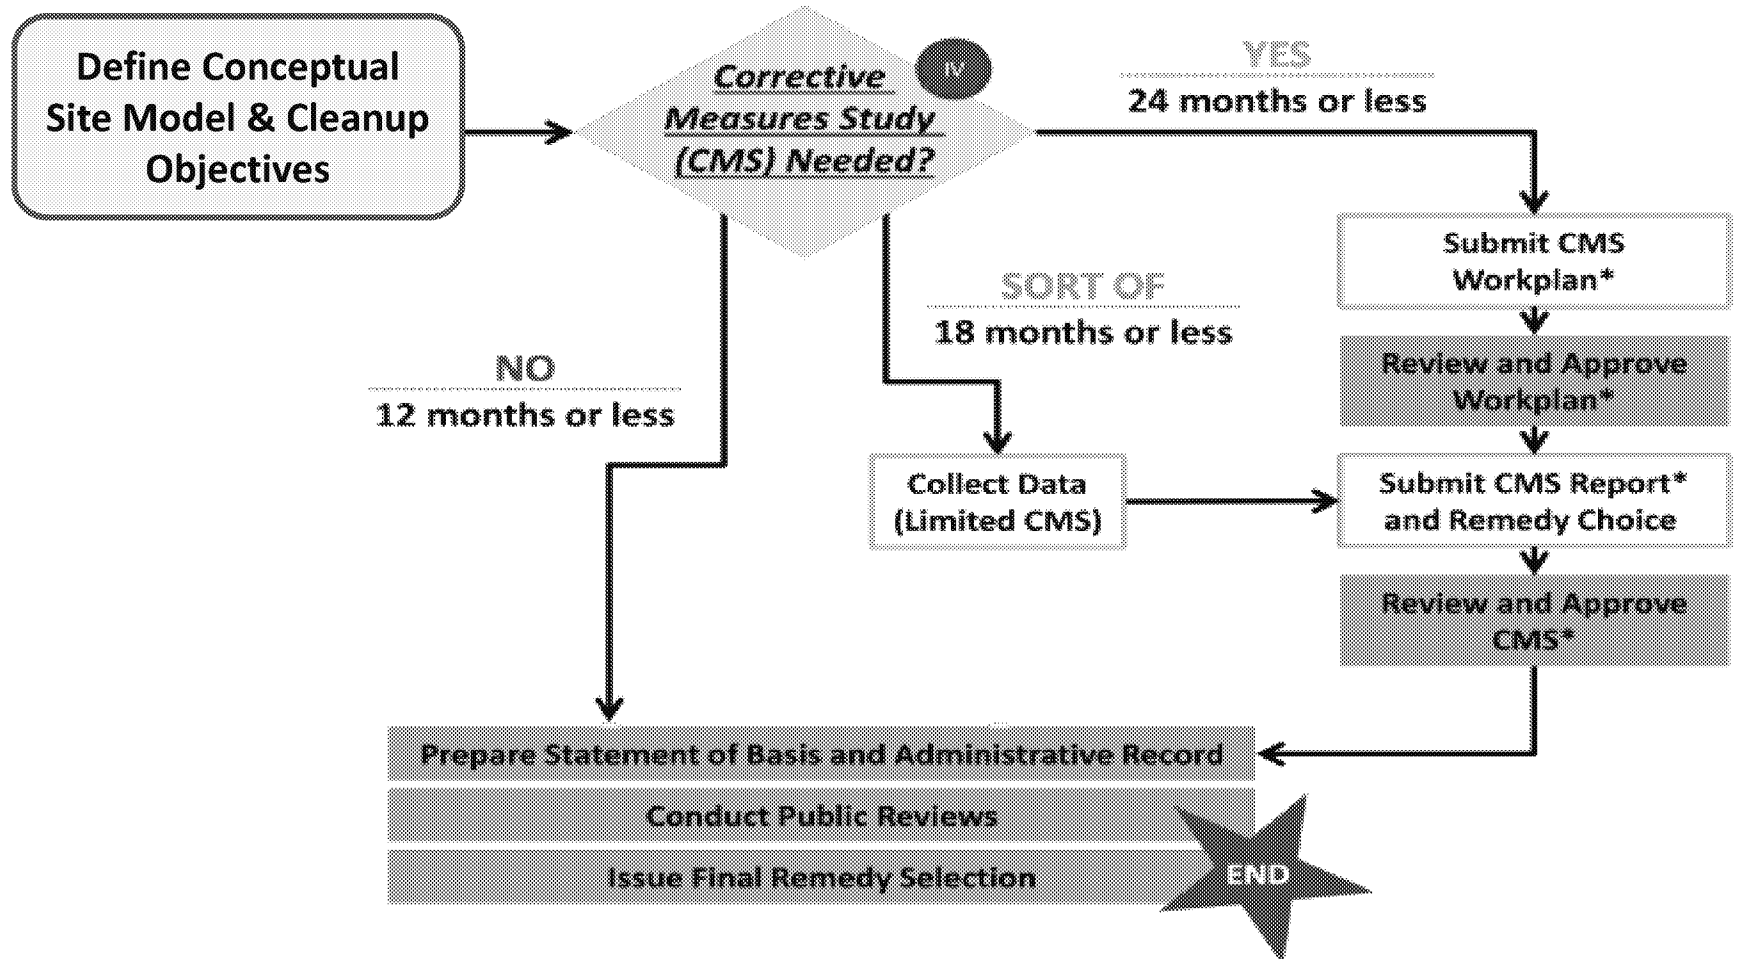 Define Conceptual
Site Model & Cleanup
Objectives
Corrective
Measures Study
(CMS) Needed?
IV
YES
24 months or less
SORT OF
18 months or less
NO
12 months or less
Submit CMS
Workplan*
Review and Approve
Workplan*
Collect Data
(Limited CMS)
Submit CMS Report*
and Remedy Choice
Review and Approve
CMS*
Prepare Statement of Basis and Administrative Record
Conduct Public Reviews
Issue Final Remedy Selection
END